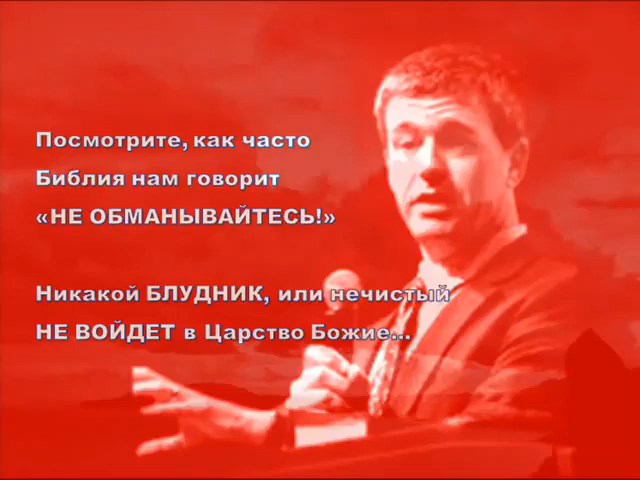 Посмотрите, как часто
Библия нам говорит
«НЕ ОБМАНЫВАЙТЕСЬ!»
Никакой БЛУДНИК, или нечистый
НЕ ВОЙДЕТ в Царство Божие...